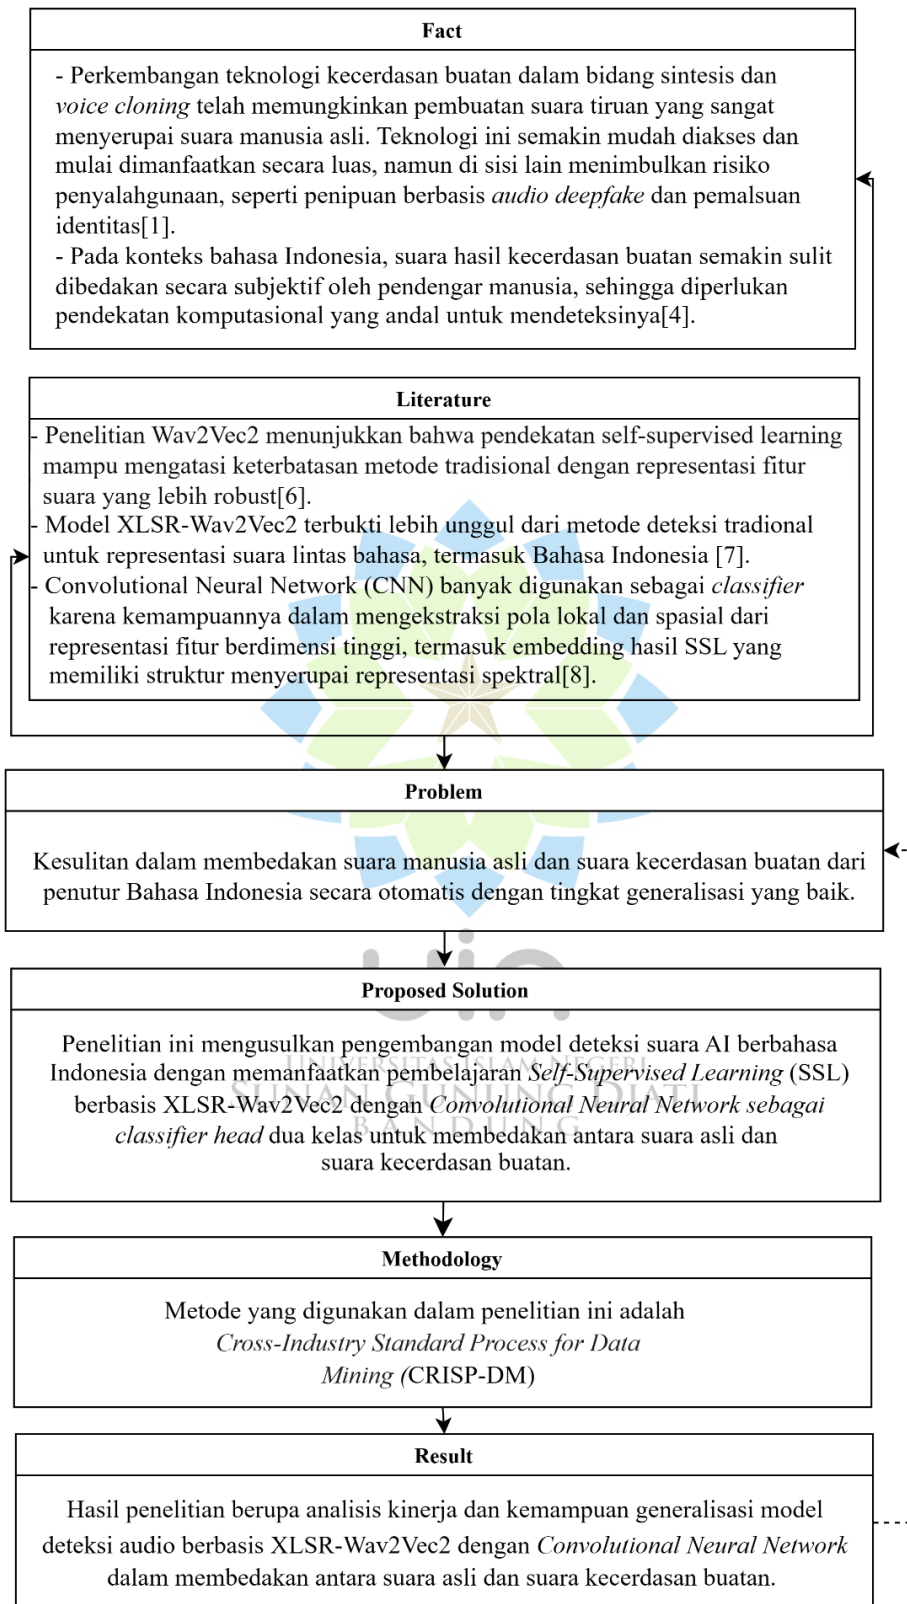 Fact
- Perkembangan teknologi kecerdasan buatan dalam bidang sintesis dan
voice cloning telah memungkinkan pembuatan suara tiruan yang sangat
menyerupai suara manusia asli. Teknologi ini semakin mudah diakses dan
mulai dimanfaatkan secara luas, namun di sisi lain menimbulkan risiko
penyalahgunaan, seperti penipuan berbasis audio deepfake dan pemalsuan
identitas[1].
- Pada konteks bahasa Indonesia, suara hasil kecerdasan buatan semakin sulit
dibedakan secara subjektif oleh pendengar manusia, sehingga diperlukan
pendekatan komputasional yang andal untuk mendeteksinya[4].
Literature
- Penelitian Wav2Vec2 menunjukkan bahwa pendekatan self-supervised learning
mampu mengatasi keterbatasan metode tradisional dengan representasi fitur
suara yang lebih robust[6].
- Model XLSR-Wav2Vec2 terbukti lebih unggul dari metode deteksi tradional
untuk representasi suara lintas bahasa, termasuk Bahasa Indonesia [7].
- Convolutional Neural Network (CNN) banyak digunakan sebagai classifier
karena kemampuannya dalam mengekstraksi pola lokal dan spasial dari
representasi fitur berdimensi tinggi, termasuk embedding hasil SSL yang
memiliki struktur menyerupai representasi spektral[8].
Problem
Kesulitan dalam membedakan suara manusia asli dan suara kecerdasan buatan dari
penutur Bahasa Indonesia secara otomatis dengan tingkat generalisasi yang baik.
uin
Proposed Solution
Penelitian ini mengusulkan pengembangan model deteksi suara AI berbahasa
UNIVERSITAS ISLAM NEGERI
Indonesia dengan memanfaatkan pembelajaran Self-Supervised Learning (SSL)
SUNAN GUNUNG DJATI
berbasis XLSR-Wav2Vec2 dengan Convolutional Neural Network sebagai
BANDUNG
classifier head dua kelas untuk membedakan antara suara asli dan
suara kecerdasan buatan.
Methodology
Metode yang digunakan dalam penelitian ini adalah
Cross-Industry Standard Process for Data
Mining (CRISP-DM)
Result
Hasil penelitian berupa analisis kinerja dan kemampuan generalisasi model
deteksi audio berbasis XLSR-Wav2Vec2 dengan Convolutional Neural Network
dalam membedakan antara suara asli dan suara kecerdasan buatan.